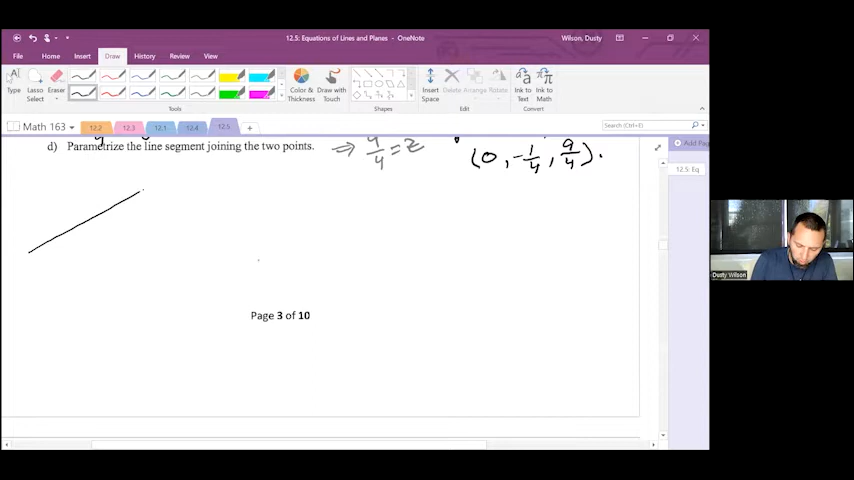 12.5: Equations of Lines and Planes - OneNote
Wilson, Dusty
File Home Insert Draw History Review View
Type
Lasso Select
Eraser
Color & Thickness
Draw with Touch
Insert Space
Delete Arrange Rotate
Ink to Text
Ink to Math
Tools
Shapes
Edit
Convert
Math 163 12.2 12.3 12.1 12.4 12.5 +
Search (Ctrl+E)
Add Pag
12.5: Eq
d) Parametrize the line segment joining the two points.
⇒ 9/4 = z
(0, -1/4, 9/4).
Page 3 of 10
Dusty Wilson